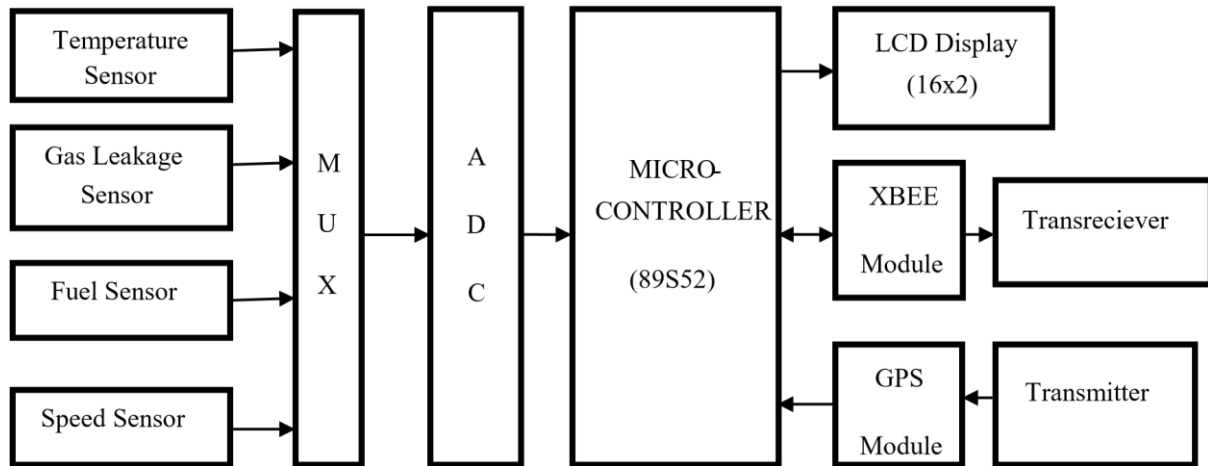 Temperature
Sensor
Gas Leakage
Sensor
Fuel Sensor
Speed Sensor
M
U
X
A
D
C
MICRO-
CONTROLLER
(89S52)
LCD Display
(16x2)
XBEE
Module
Transreciever
GPS
Module
Transmitter